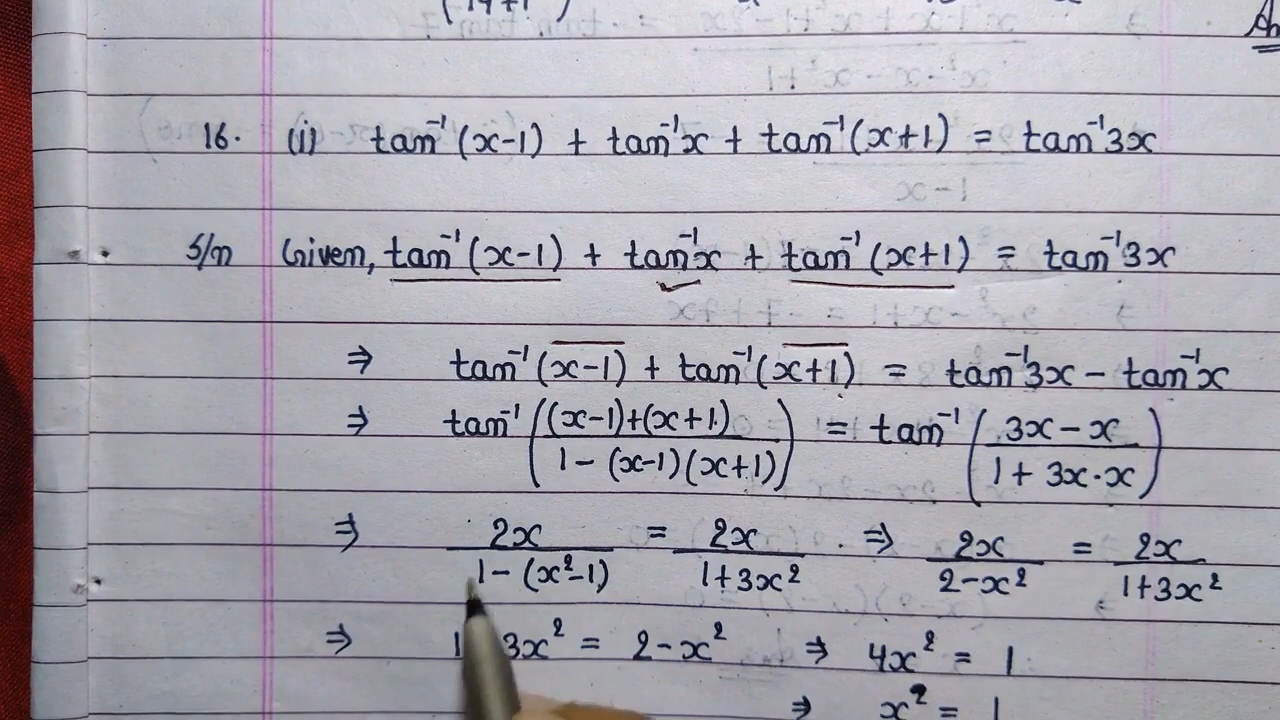 16. (i) tan⁻¹(x-1) + tan⁻¹x + tan⁻¹(x+1) = tan⁻¹3x
S/n Given, tan⁻¹(x-1) + tan⁻¹x + tan⁻¹(x+1) = tan⁻¹3x
⇒ tan⁻¹(x-1) + tan⁻¹(x+1) = tan⁻¹3x - tan⁻¹x
⇒ tan⁻¹((x-1)+(x+1) / 1-(x-1)(x+1)) = tan⁻¹(3x-x / 1+3x·x)
⇒ 2x / 1-(x²-1) = 2x / 1+3x² ⇒ 2x / 2-x² = 2x / 1+3x²
⇒ 1 3x² = 2-x² ⇒ 4x² = 1
⇒ x² = 1